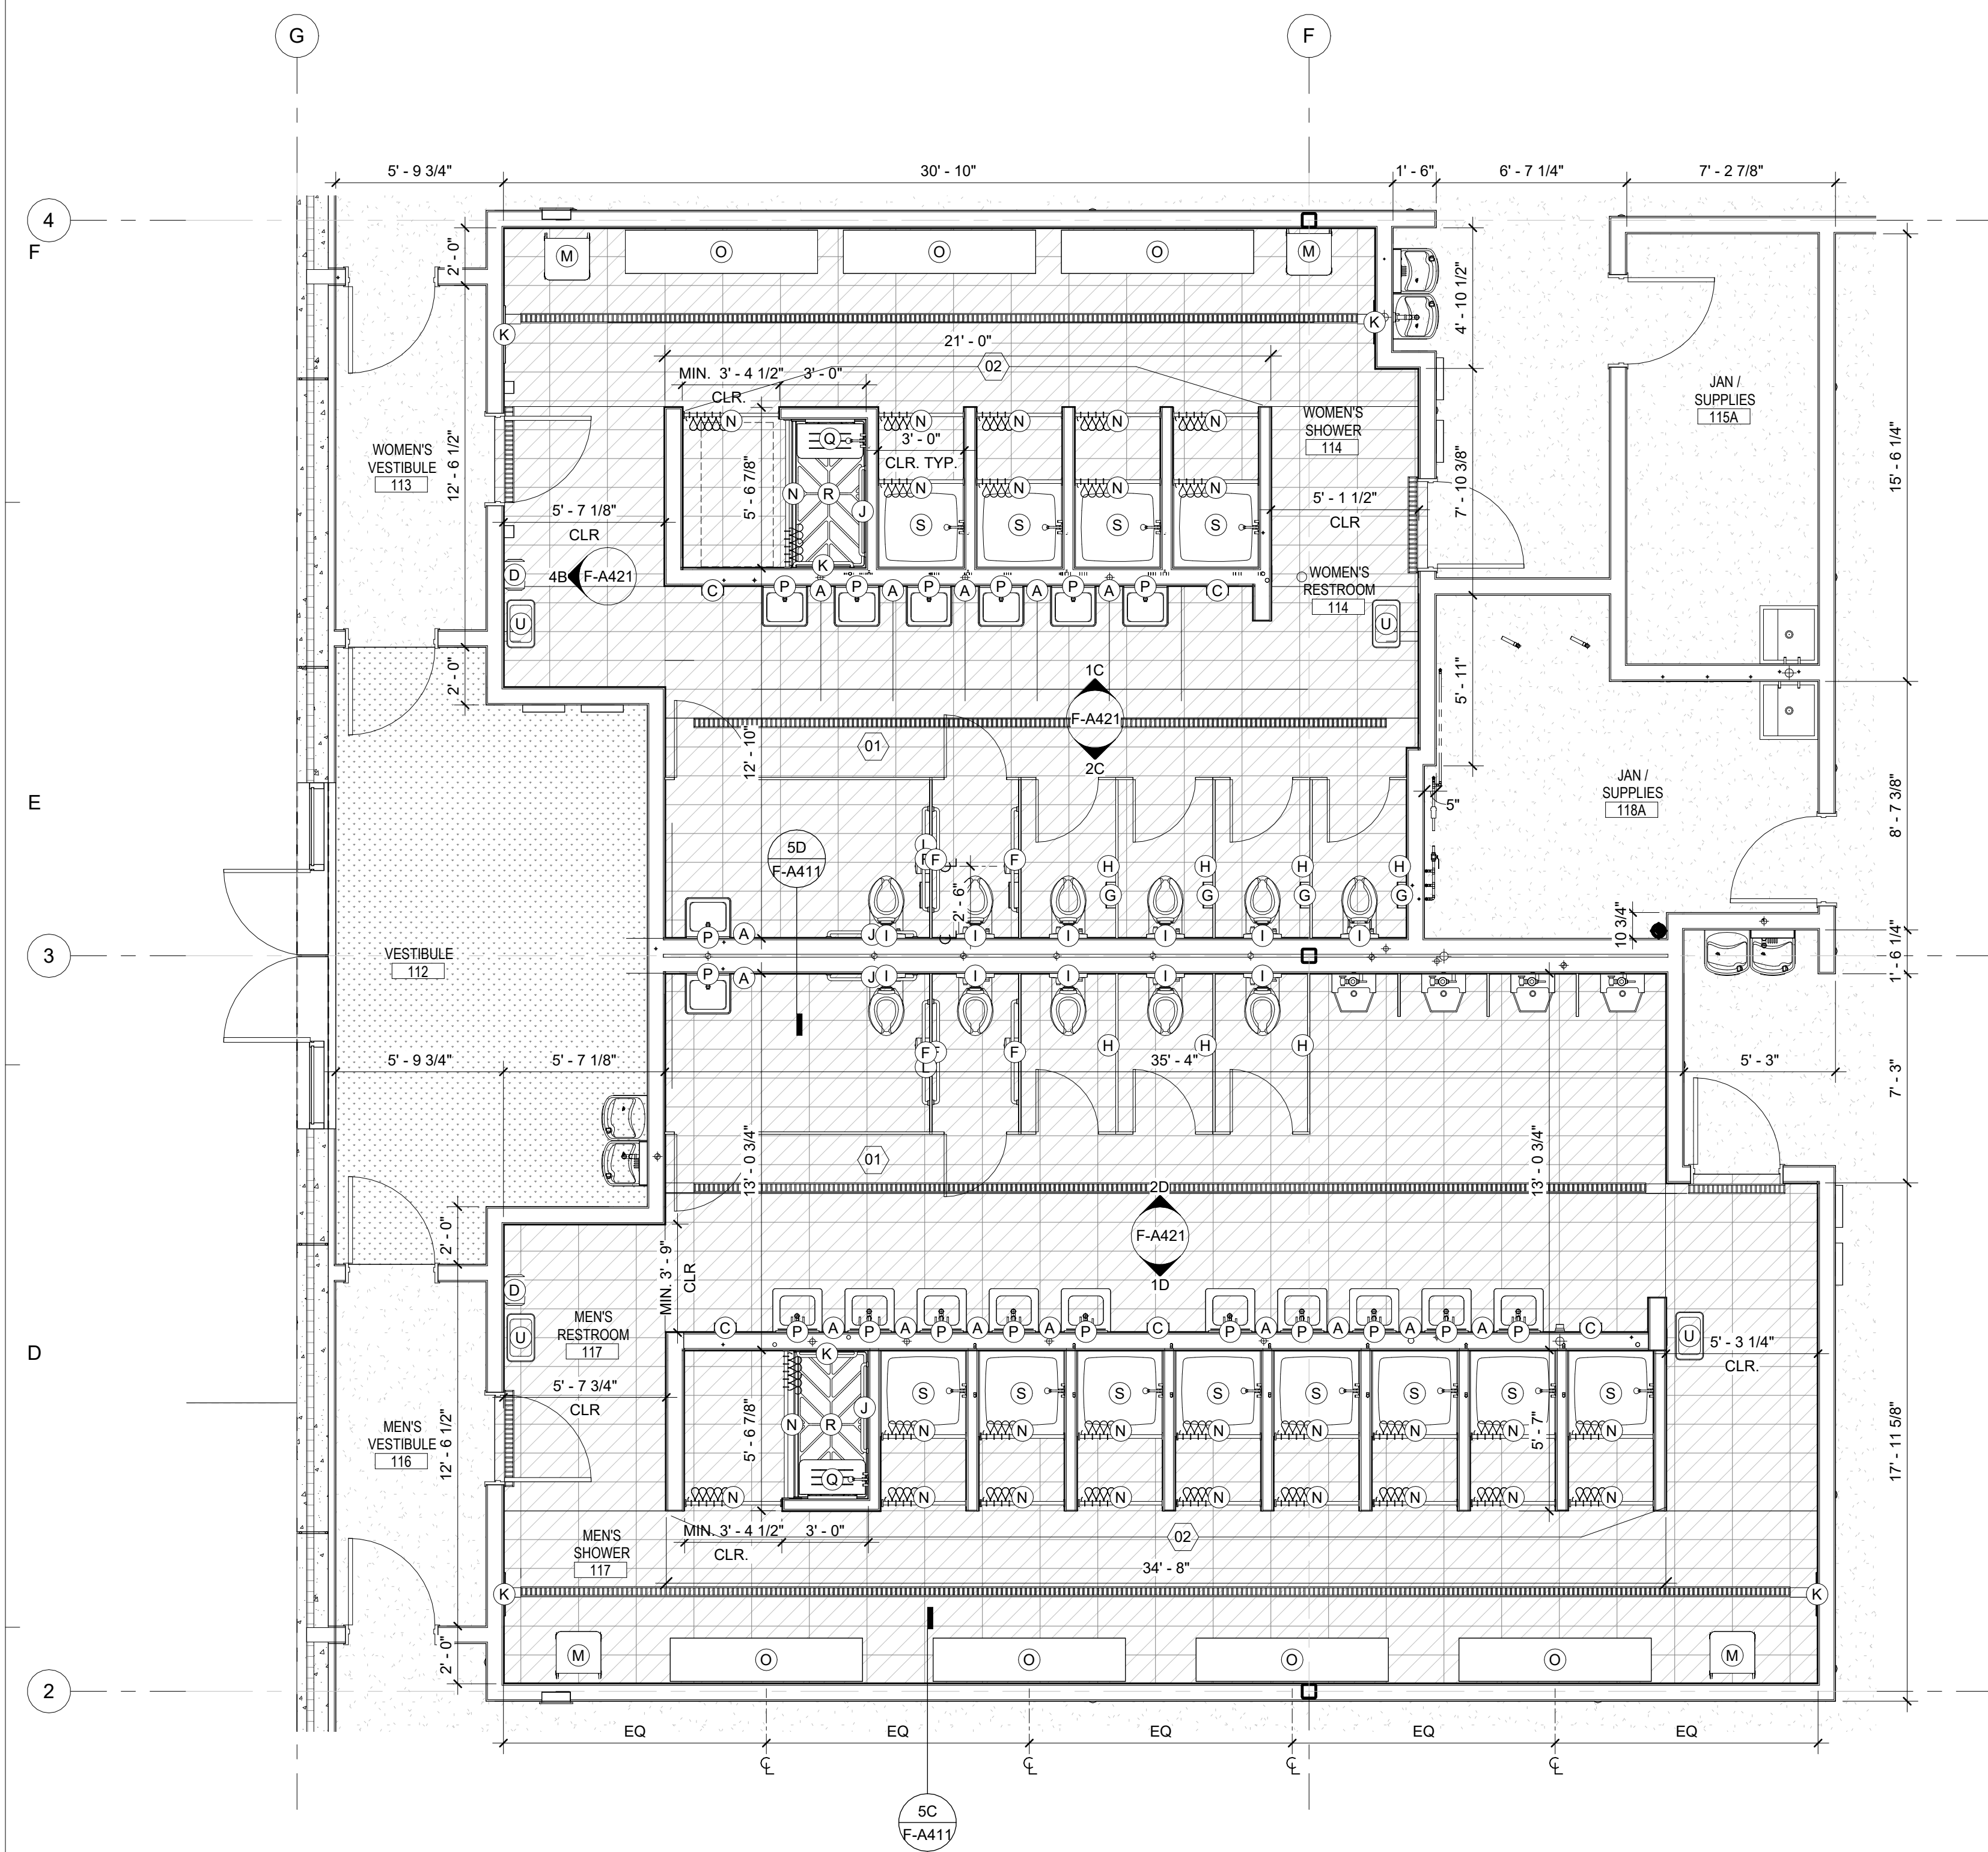 G
F
5' - 9 3/4"
30' - 10"
1' - 6"
6' - 7 1/4"
7' - 2 7/8"
4
F
2' - 0"
M
O
O
O
M
4' - 10 1/2"
K
K
21' - 0"
02
MIN. 3' - 4 1/2"
CLR.
3' - 0"
JAN /
SUPPLIES
115A
N
N
N
N
N
WOMEN'S
SHOWER
114
Q
3' - 0"
CLR. TYP.
WOMEN'S
VESTIBULE
113
12' - 6 1/2"
5' - 6 7/8"
15' - 6 1/4"
7' - 10 3/8"
N
R
J
N
N
N
N
5' - 7 1/8"
CLR
5' - 1 1/2"
CLR
S
S
S
S
K
D
4B
F-A421
WOMEN'S
RESTROOM
114
C
P
A
P
A
P
A
P
A
P
A
P
C
U
U
2' - 0"
5' - 11"
1C
F-A421
2C
12' - 10"
01
E
JAN /
SUPPLIES
118A
5"
8' - 7 3/8"
5D
F-A411
L
F
F
F
H
H
H
H
2' - 6"
G
G
G
G
10 3/4"
P
A
J
I
I
I
I
I
I
3
VESTIBULE
112
1' - 6 1/4"
P
A
J
I
I
I
I
I
F
F
F
L
H
H
H
5' - 9 3/4"
5' - 7 1/8"
35' - 4"
5' - 3"
7' - 3"
13' - 0 3/4"
13' - 0 3/4"
01
2D
F-A421
1D
2' - 0"
MIN. 3' - 9"
CLR
D
U
MEN'S
RESTROOM
117
C
P
A
P
A
P
A
P
A
P
C
P
A
P
A
P
A
P
A
P
C
U
5' - 3 1/4"
CLR.
D
K
5' - 7 3/4"
CLR
S
S
S
S
S
S
S
S
J
N
R
N
N
N
N
N
N
N
N
5' - 6 7/8"
5' - 7"
MEN'S
VESTIBULE
116
12' - 6 1/2"
17' - 11 5/8"
Q
N
N
N
N
N
N
N
N
N
MIN. 3' - 4 1/2"
CLR.
3' - 0"
02
MEN'S
SHOWER
117
34' - 8"
K
K
2' - 0"
M
O
O
O
O
M
2
EQ
EQ
EQ
EQ
EQ
℄
℄
℄
℄
5C
F-A411